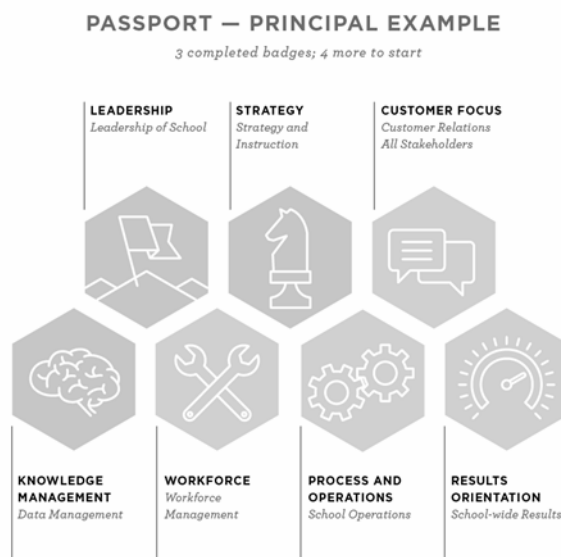 PASSPORT — PRINCIPAL EXAMPLE
3 completed badges; 4 more to start
LEADERSHIP
Leadership of School
STRATEGY
Strategy and
Instruction
CUSTOMER FOCUS
Customer Relations
All Stakeholders
KNOWLEDGE
MANAGEMENT
Data Management
WORKFORCE
Workforce
Management
PROCESS AND
OPERATIONS
School Operations
RESULTS
ORIENTATION
School-wide Results